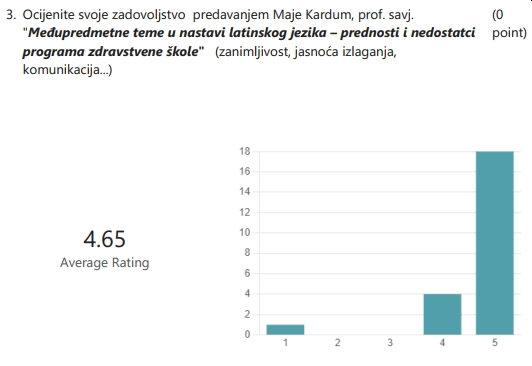 3. Ocijenite svoje zadovoljstvo predavanjem Maje Kardum, prof. savj. (0
"Međupredmetne teme u nastavi latinskog jezika – prednosti i nedostatci point)
programa zdravstvene škole" (zanimljivost, jasnoća izlaganja,
komunikacija...)
4.65
Average Rating
18
16
14
12
10
8
6
4
2
0
1 2 3 4 5